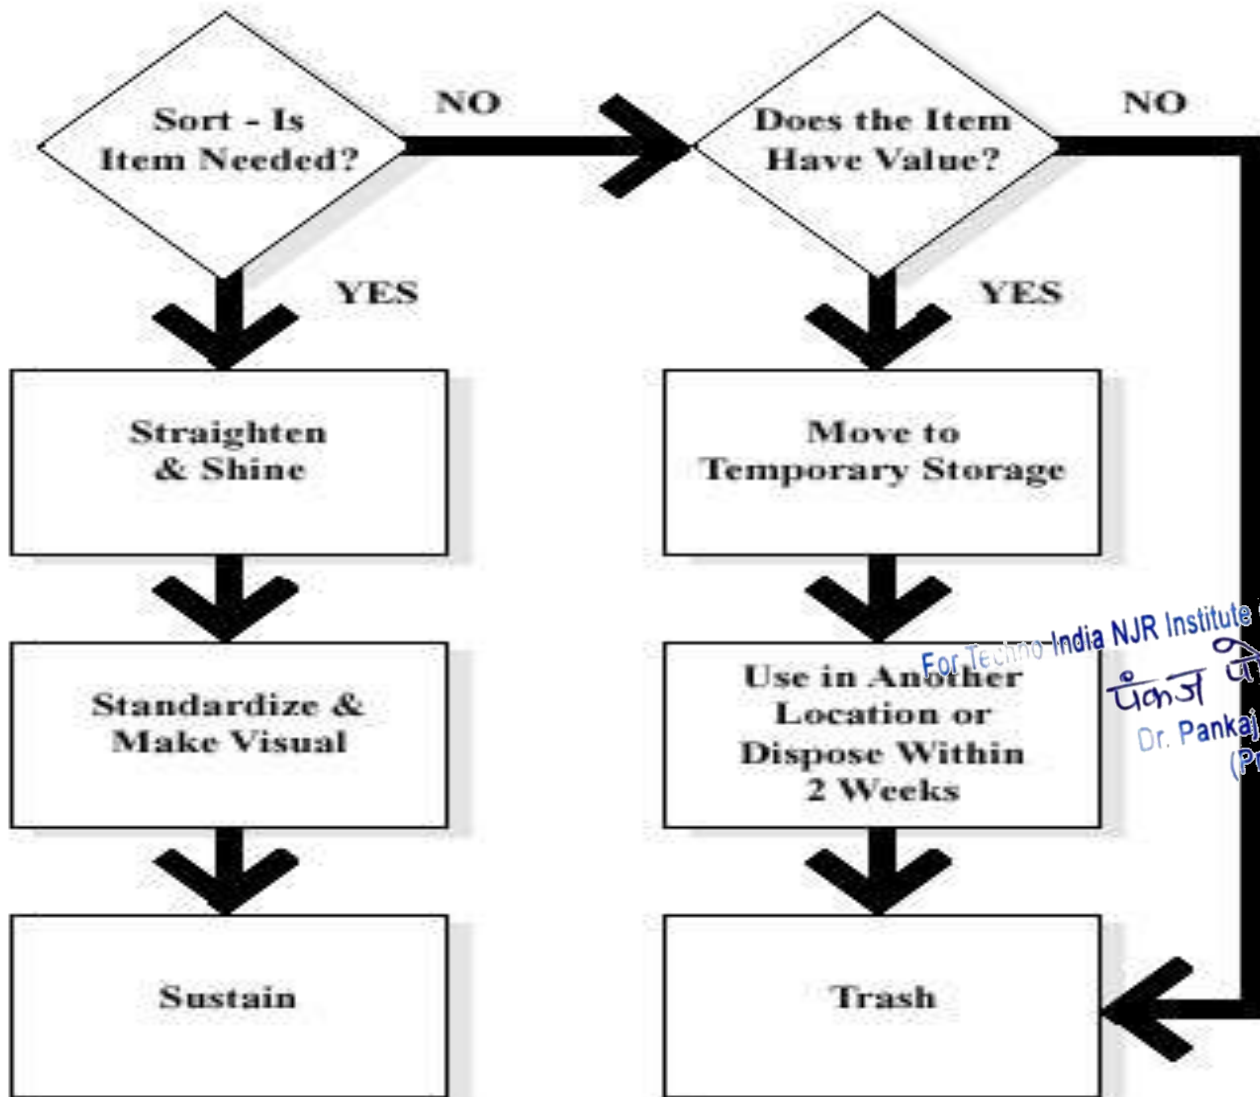 Sort - Is
Item Needed?
NO
Does the Item
Have Value?
NO
YES
YES
Straighten
& Shine
Move to
Temporary Storage
Standardize &
Make Visual
Use in Another
Location or
Dispose Within
2 Weeks
For Techno India NJR Institute
पंकज
Dr. Pankaj
Sustain
Trash